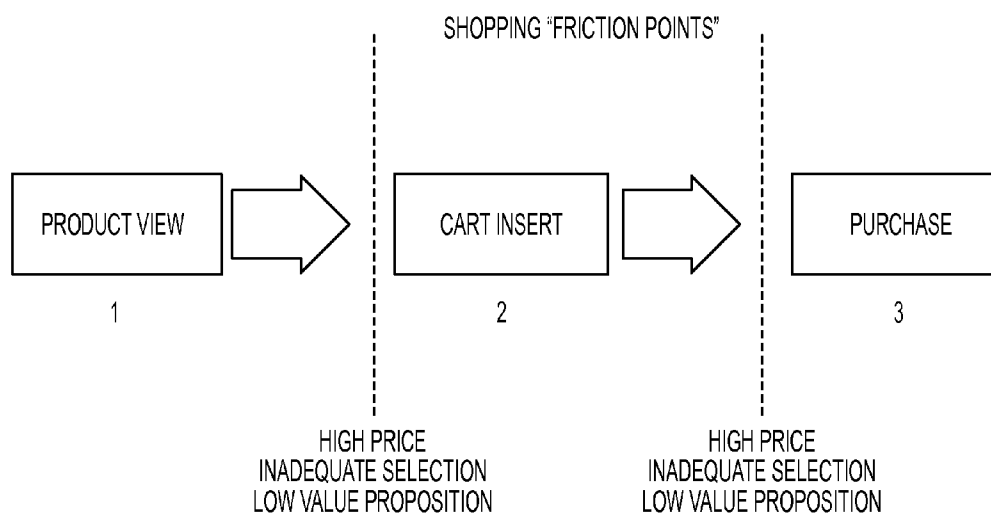 SHOPPING “FRICTION POINTS”
PRODUCT VIEW
CART INSERT
PURCHASE
1
2
3
HIGH PRICE
INADEQUATE SELECTION
LOW VALUE PROPOSITION
HIGH PRICE
INADEQUATE SELECTION
LOW VALUE PROPOSITION